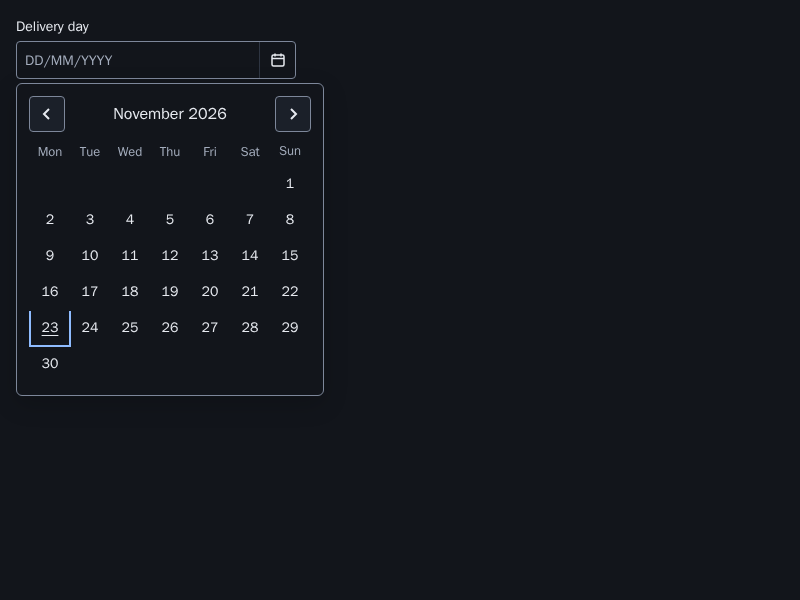 Delivery day
DD/MM/YYYY
November 2026
Mon Tue Wed Thu Fri Sat Sun
1
2 3 4 5 6 7 8
9 10 11 12 13 14 15
16 17 18 19 20 21 22
23 24 25 26 27 28 29
30